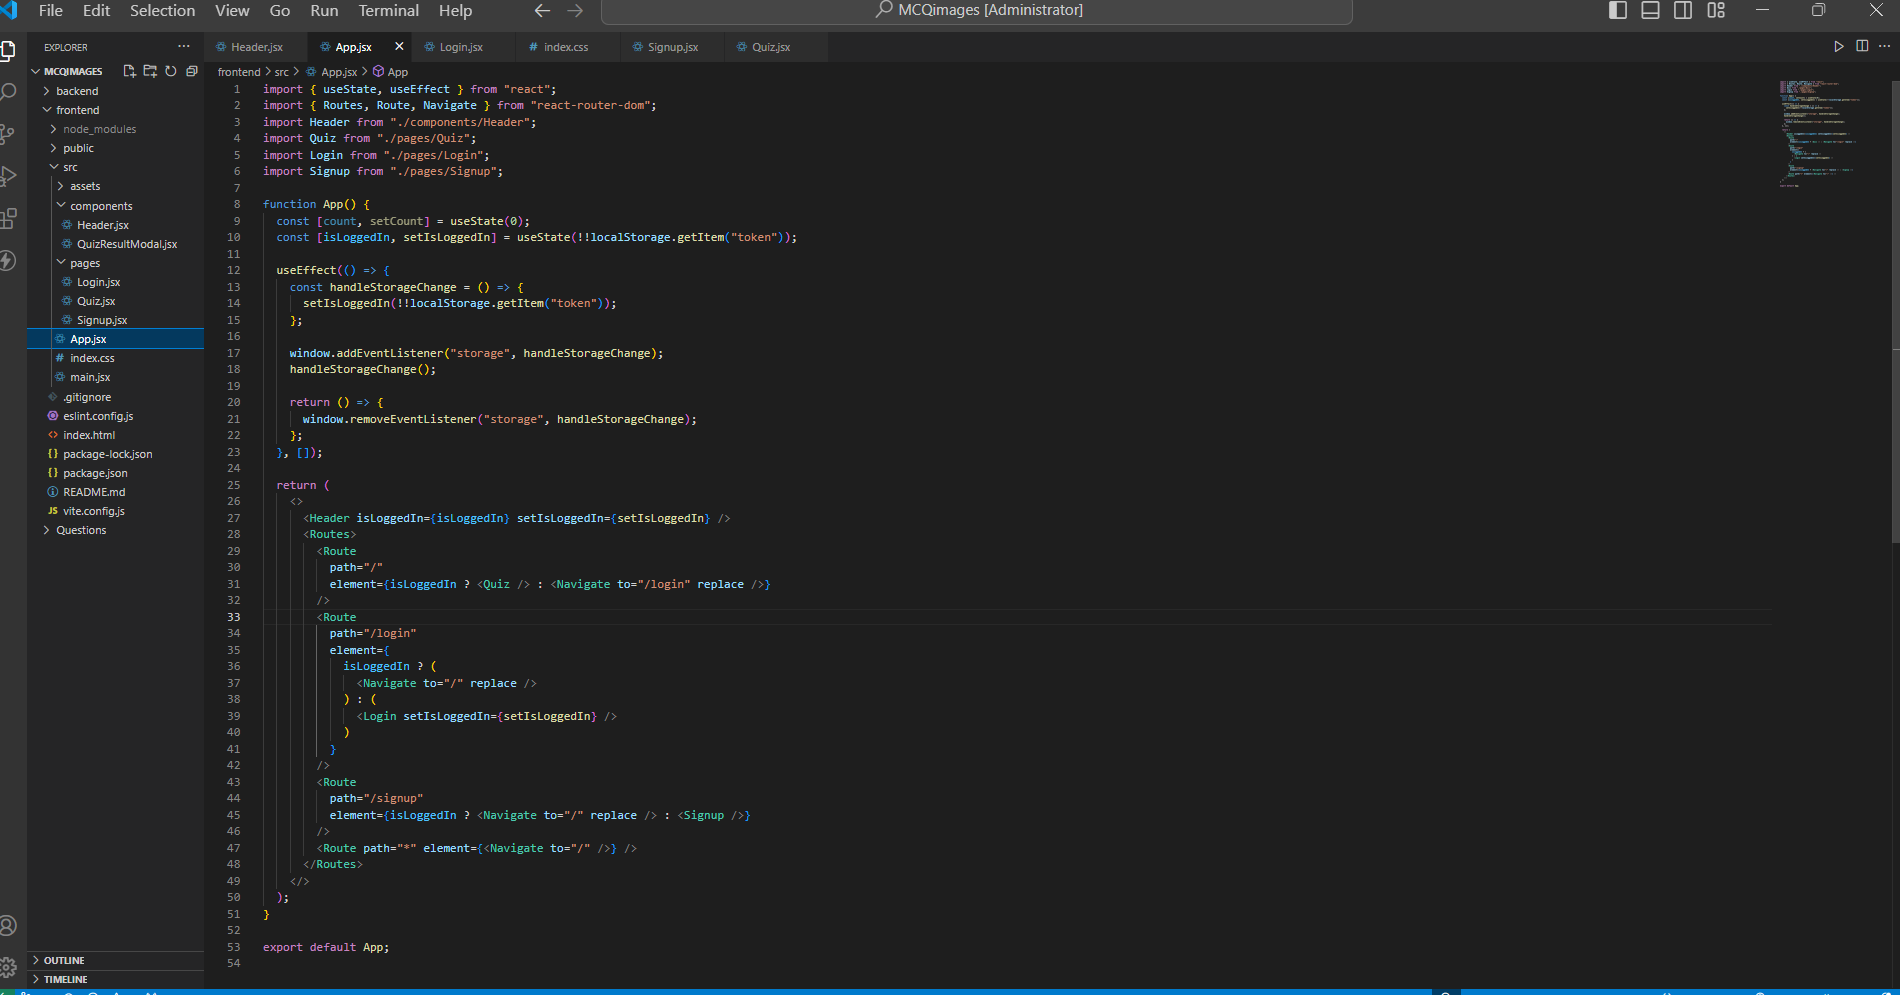 File Edit Selection View Go Run Terminal Help
MCQimages [Administrator]
EXPLORER
MCQIMAGES
backend
frontend
node_modules
public
src
assets
components
Header.jsx
QuizResultModal.jsx
pages
Login.jsx
Quiz.jsx
Signup.jsx
App.jsx
# index.css
main.jsx
.gitignore
eslint.config.js
<> index.html
{} package-lock.json
{} package.json
README.md
JS vite.config.js
Questions
OUTLINE
TIMELINE
Header.jsx App.jsx Login.jsx # index.css Signup.jsx Quiz.jsx
frontend > src > App.jsx > App
1 import { useState, useEffect } from "react";
2 import { Routes, Route, Navigate } from "react-router-dom";
3 import Header from "./components/Header";
4 import Quiz from "./pages/Quiz";
5 import Login from "./pages/Login";
6 import Signup from "./pages/Signup";
7
8 function App() {
9 const [count, setCount] = useState(0);
10 const [isLoggedIn, setIsLoggedIn] = useState(!!localStorage.getItem("token"));
11
12 useEffect(() => {
13 const handleStorageChange = () => {
14 setIsLoggedIn(!!localStorage.getItem("token"));
15 };
16
17 window.addEventListener("storage", handleStorageChange);
18 handleStorageChange();
19
20 return () => {
21 window.removeEventListener("storage", handleStorageChange);
22 };
23 }, []);
24
25 return (
26 <>
27 <Header isLoggedIn={isLoggedIn} setIsLoggedIn={setIsLoggedIn} />
28 <Routes>
29 <Route
30 path="/"
31 element={isLoggedIn ? <Quiz /> : <Navigate to="/login" replace />}
32 />
33 <Route
34 path="/login"
35 element={
36 isLoggedIn ? (
37 <Navigate to="/" replace />
38 ) : (
39 <Login setIsLoggedIn={setIsLoggedIn} />
40 )
41 }
42 />
43 <Route
44 path="/signup"
45 element={isLoggedIn ? <Navigate to="/" replace /> : <Signup />}
46 />
47 <Route path="*" element={<Navigate to="/" />} />
48 </Routes>
49 </>
50 );
51 }
52
53 export default App;
54